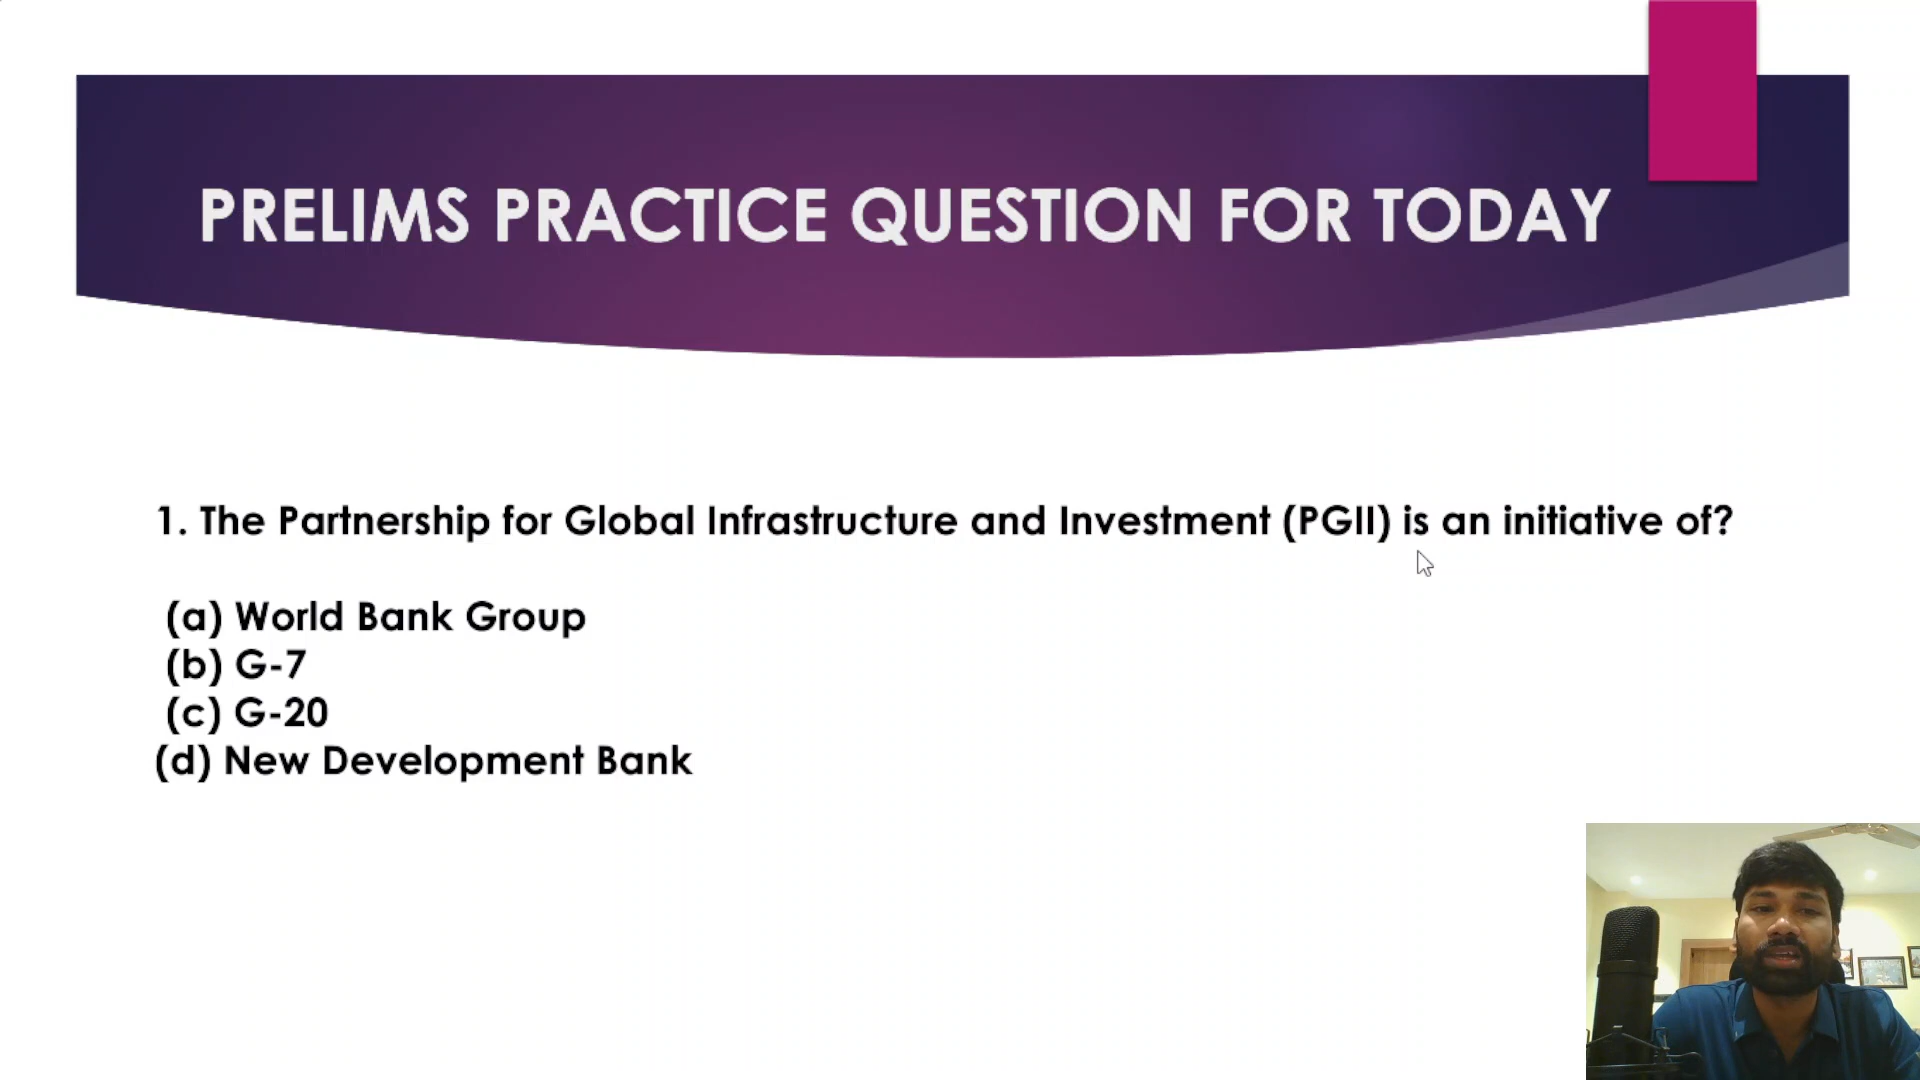 PRELIMS PRACTICE QUESTION FOR TODAY
1. The Partnership for Global Infrastructure and Investment (PGII) is an initiative of?
(a) World Bank Group
(b) G-7
(c) G-20
(d) New Development Bank